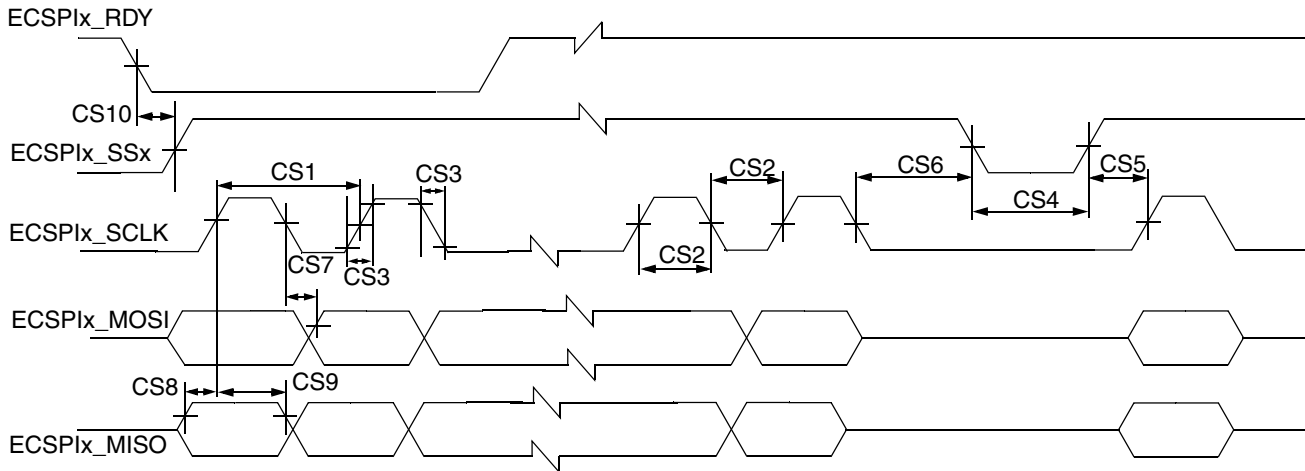 ECSPIx_RDY
CS10
ECSPIx_SSx
CS1
CS3
CS2
CS6
CS5
CS4
ECSPIx_SCLK
CS7
CS3
CS2
ECSPIx_MOSI
CS8
CS9
ECSPIx_MISO